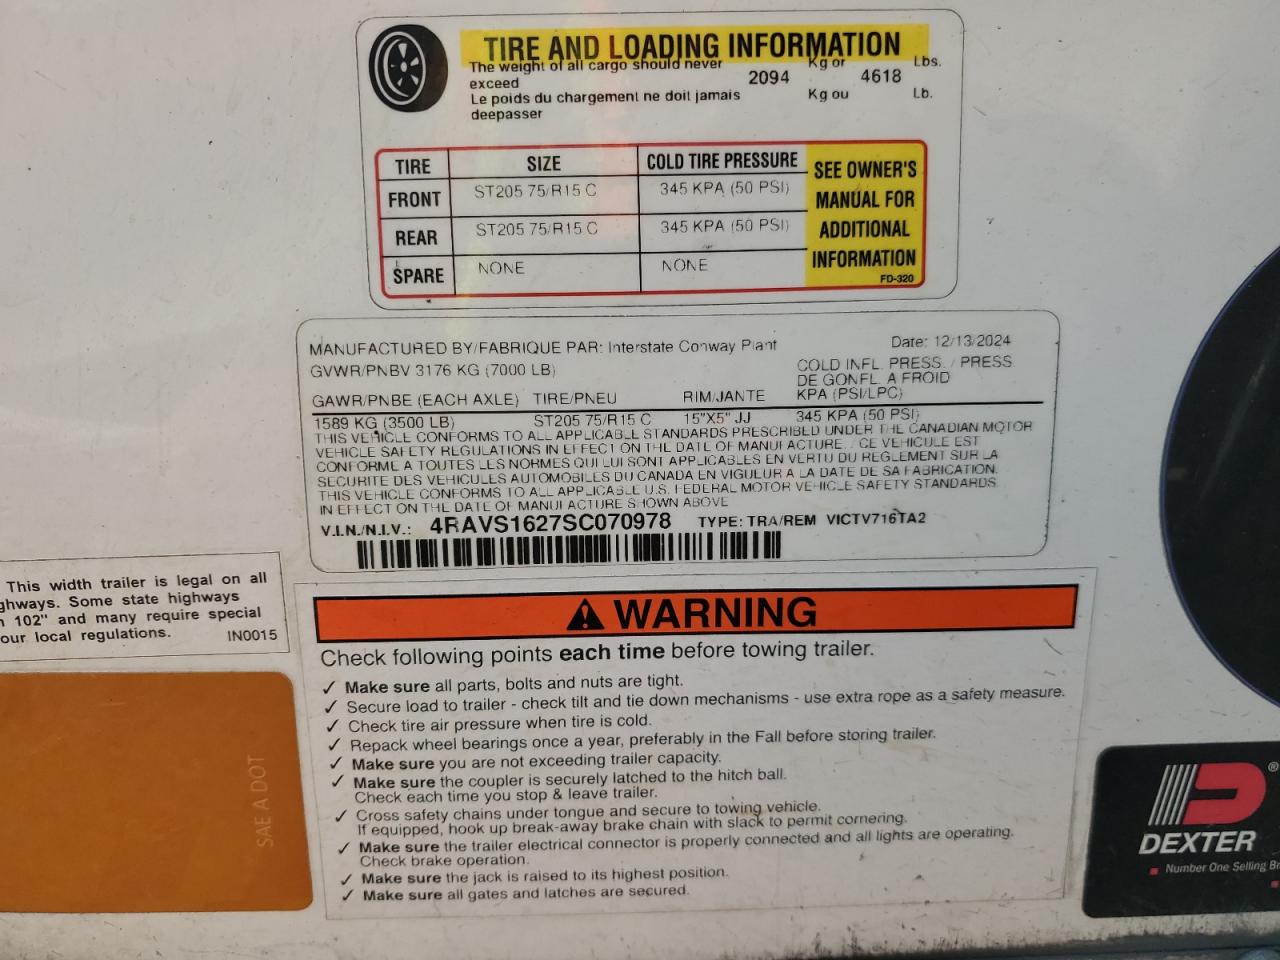 TIRE AND LOADING INFORMATION
The weight of all cargo should never exceed 2094 Kg or 4618 Lbs.
Le poids du chargement ne doit jamais deepasser Kg ou Lb.
TIRE SIZE COLD TIRE PRESSURE
FRONT ST205 75/R15 C 345 KPA (50 PSI)
REAR ST205 75/R15 C 345 KPA (50 PSI)
SPARE NONE NONE
SEE OWNER'S
MANUAL FOR
ADDITIONAL
INFORMATION
FD-320
MANUFACTURED BY/FABRIQUE PAR: Interstate Conway Plant Date: 12/13/2024
GVWR/PNBV 3176 KG (7000 LB)
COLD INFL. PRESS. / PRESS.
DE GONFL. A FROID
GAWR/PNBE (EACH AXLE) TIRE/PNEU RIM/JANTE KPA (PSI/LPC)
1589 KG (3500 LB) ST205 75/R15 C 15"X5" JJ 345 KPA (50 PSI)
THIS VEHICLE CONFORMS TO ALL APPLICABLE STANDARDS PRESCRIBED UNDER THE CANADIAN MOTOR
VEHICLE SAFETY REGULATIONS IN EFFECT ON THE DATE OF MANUFACTURE. / CE VEHICULE EST
CONFORME A TOUTES LES NORMES QUI LUI SONT APPLICABLES EN VERTU DU REGLEMENT SUR LA
SECURITE DES VEHICULES AUTOMOBILES DU CANADA EN VIGUEUR A LA DATE DE SA FABRICATION.
THIS VEHICLE CONFORMS TO ALL APPLICABLE U.S. FEDERAL MOTOR VEHICLE SAFETY STANDARDS
IN EFFECT ON THE DATE OF MANUFACTURE SHOWN ABOVE
V.I.N./N.I.V.: 4RAVS1627SC070978 TYPE: TRA/REM VICTV716TA2
This width trailer is legal on all
ghways. Some state highways
n 102" and many require special
our local regulations. IN0015
SAE A DOT
WARNING
Check following points each time before towing trailer.
✓ Make sure all parts, bolts and nuts are tight.
✓ Secure load to trailer - check tilt and tie down mechanisms - use extra rope as a safety measure.
✓ Check tire air pressure when tire is cold.
✓ Repack wheel bearings once a year, preferably in the Fall before storing trailer.
✓ Make sure you are not exceeding trailer capacity.
✓ Make sure the coupler is securely latched to the hitch ball.
Check each time you stop & leave trailer.
✓ Cross safety chains under tongue and secure to towing vehicle.
If equipped, hook up break-away brake chain with slack to permit cornering.
✓ Make sure the trailer electrical connector is properly connected and all lights are operating.
Check brake operation.
✓ Make sure the jack is raised to its highest position.
✓ Make sure all gates and latches are secured.
DEXTER ®
Number One Selling Br